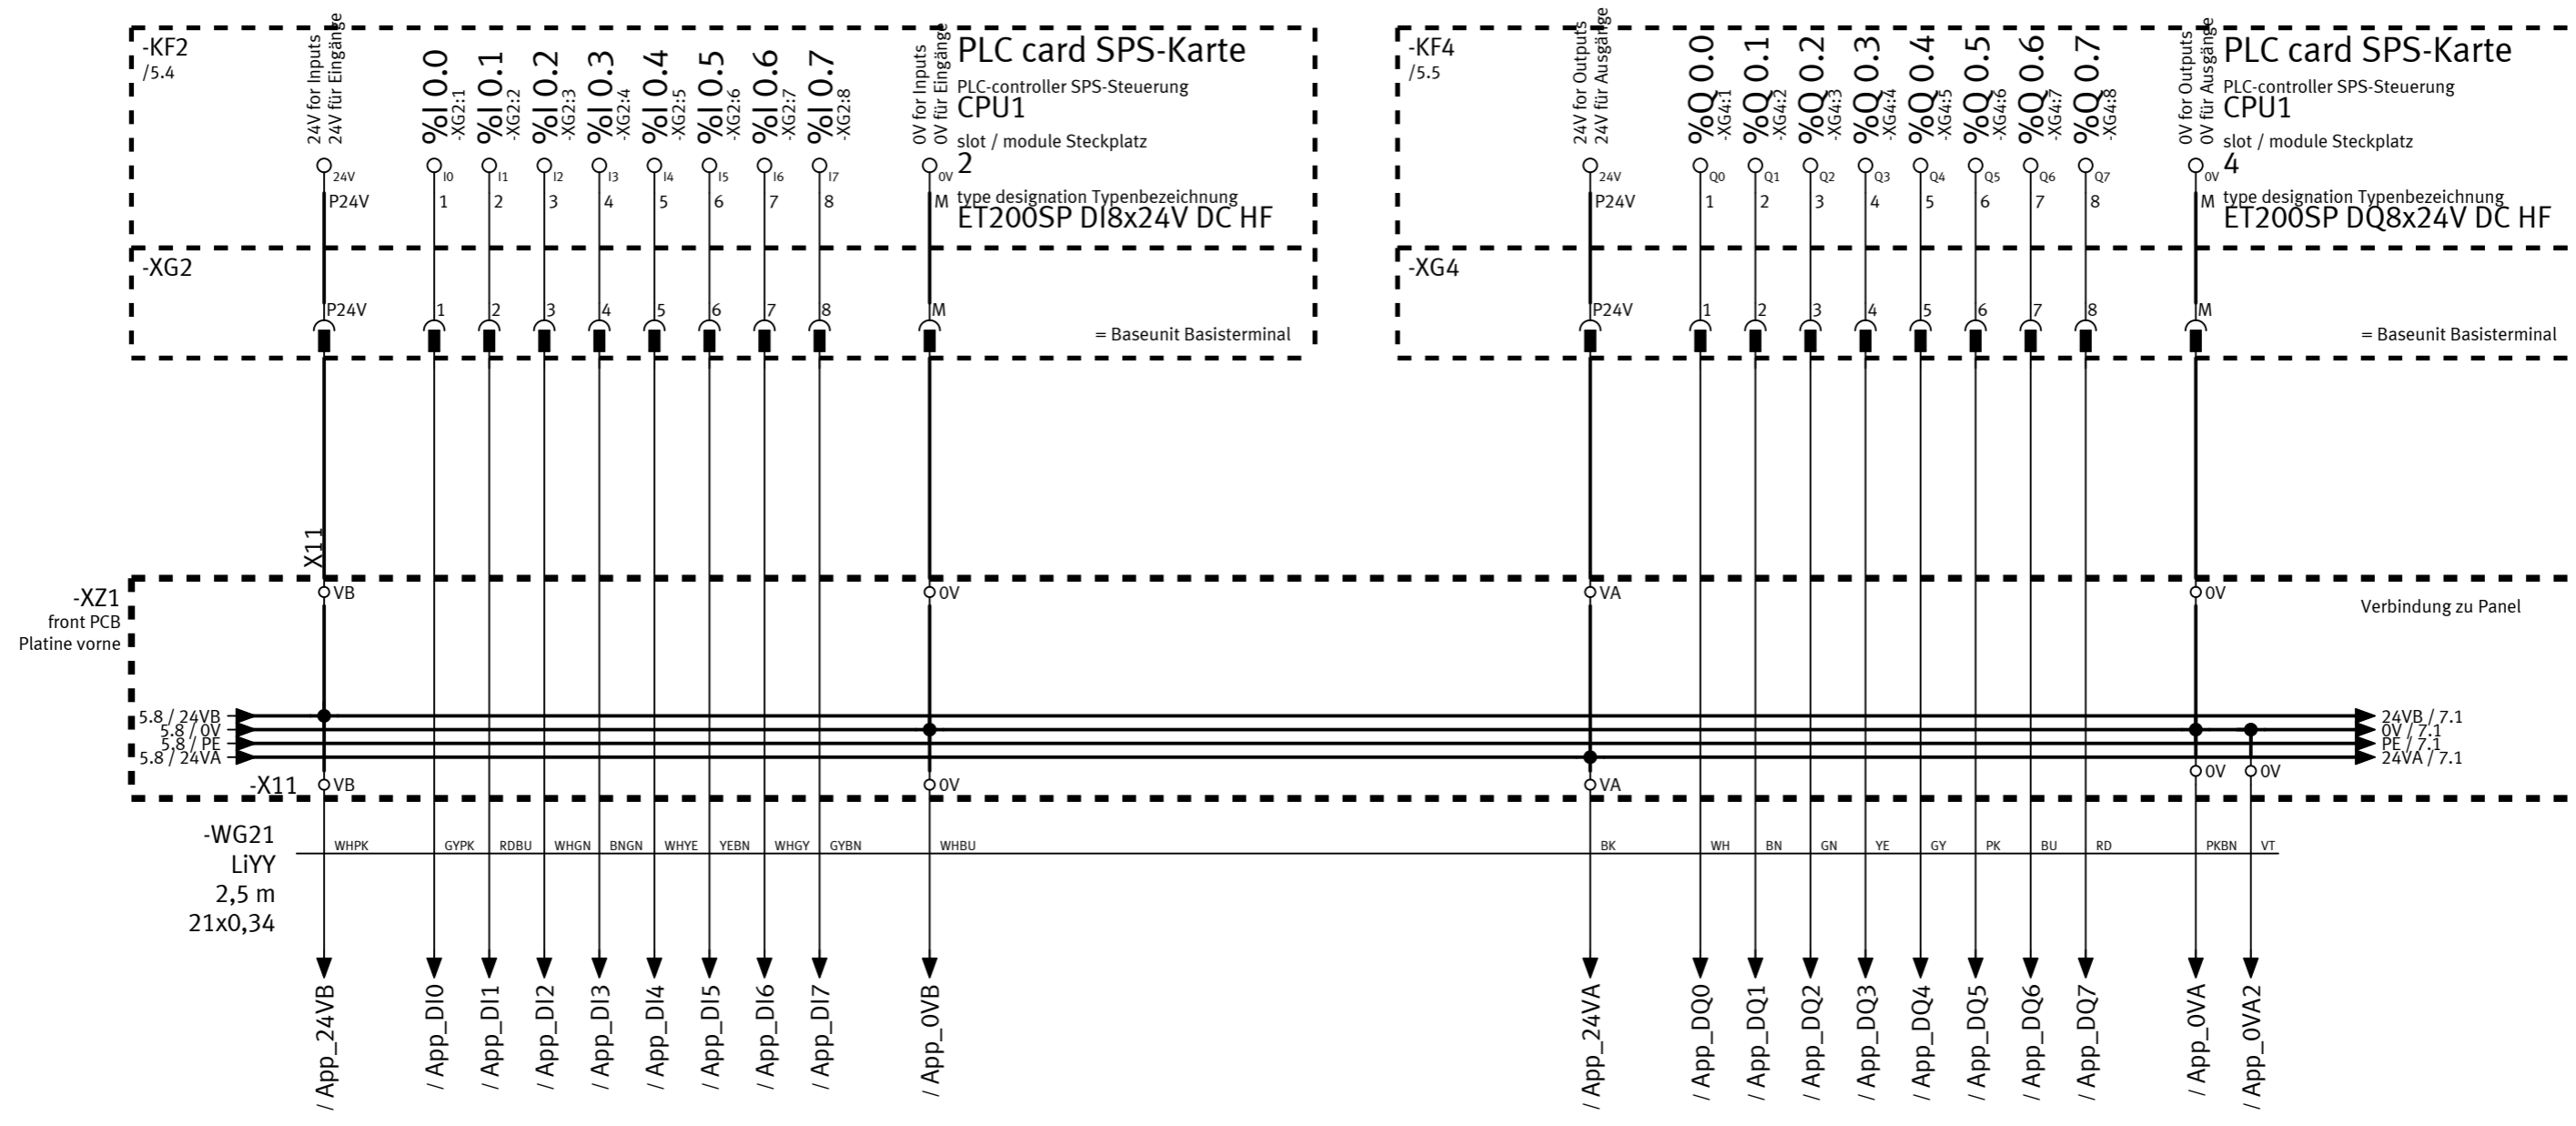 -KF2
/5.4
24V for Inputs
24V für Eingänge
%I 0.0
-XG2:1
%I 0.1
-XG2:2
%I 0.2
-XG2:3
%I 0.3
-XG2:4
%I 0.4
-XG2:5
%I 0.5
-XG2:6
%I 0.6
-XG2:7
%I 0.7
-XG2:8
0V for Inputs
0V für Eingänge
PLC card SPS-Karte
PLC-controller SPS-Steuerung
CPU1
slot / module Steckplatz
2
type designation Typenbezeichnung
ET200SP DI8x24V DC HF
24V I0 I1 I2 I3 I4 I5 I6 I7 0V
P24V 1 2 3 4 5 6 7 8 M
-XG2
P24V 1 2 3 4 5 6 7 8 M
= Baseunit Basisterminal
-KF4
/5.5
24V for Outputs
24V für Ausgänge
%Q 0.0
-XG4:1
%Q 0.1
-XG4:2
%Q 0.2
-XG4:3
%Q 0.3
-XG4:4
%Q 0.4
-XG4:5
%Q 0.5
-XG4:6
%Q 0.6
-XG4:7
%Q 0.7
-XG4:8
0V for Outputs
0V für Ausgänge
PLC card SPS-Karte
PLC-controller SPS-Steuerung
CPU1
slot / module Steckplatz
4
type designation Typenbezeichnung
ET200SP DQ8x24V DC HF
24V Q0 Q1 Q2 Q3 Q4 Q5 Q6 Q7 0V
P24V 1 2 3 4 5 6 7 8 M
-XG4
P24V 1 2 3 4 5 6 7 8 M
= Baseunit Basisterminal
X11
-XZ1
front PCB
Platine vorne
VB 0V VA 0V
Verbindung zu Panel
5.8 / 24VB
5.8 / 0V
5.8 / PE
5.8 / 24VA
24VB / 7.1
0V / 7.1
PE / 7.1
24VA / 7.1
-X11 VB 0V VA 0V 0V
-WG21
LiYY
2,5 m
21x0,34
WHPK GYPK RDBU WHGN BNGN WHYE YEBN WHGY GYBN WHBU BK WH BN GN YE GY PK BU RD PKBN VT
/ App_24VB
/ App_DI0
/ App_DI1
/ App_DI2
/ App_DI3
/ App_DI4
/ App_DI5
/ App_DI6
/ App_DI7
/ App_0VB
/ App_24VA
/ App_DQ0
/ App_DQ1
/ App_DQ2
/ App_DQ3
/ App_DQ4
/ App_DQ5
/ App_DQ6
/ App_DQ7
/ App_0VA
/ App_0VA2